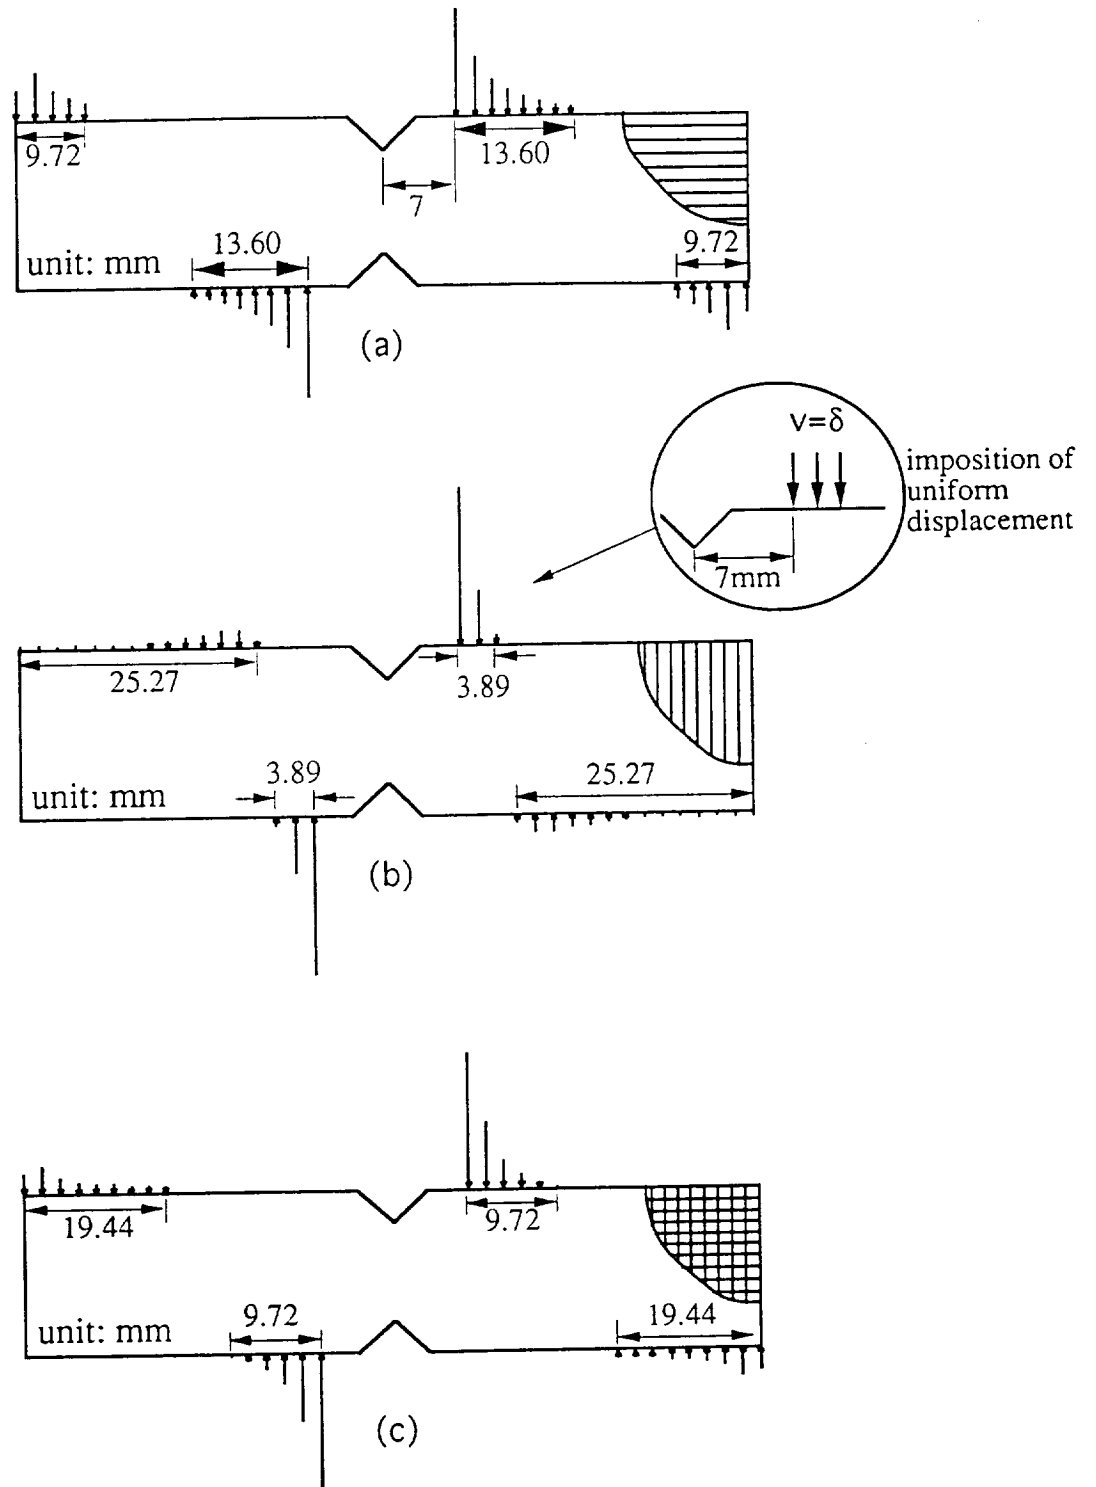 9.72
13.60
7
13.60
9.72
unit: mm
(a)
v=δ
imposition of
uniform
displacement
7mm
25.27
3.89
3.89
25.27
unit: mm
(b)
19.44
9.72
9.72
19.44
unit: mm
(c)